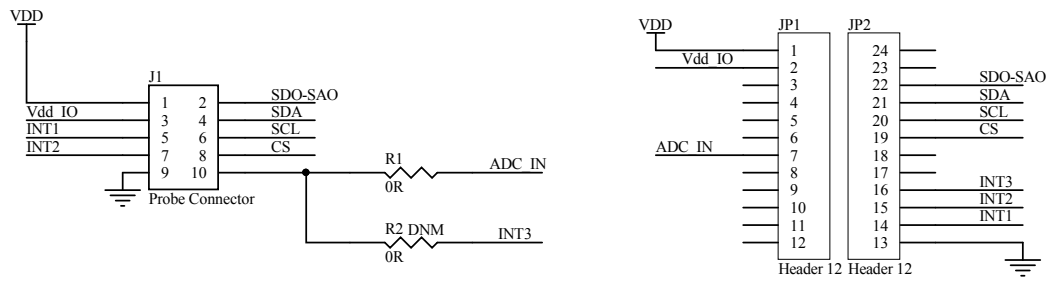 VDD
J1
1 2 SDO-SAO
Vdd_IO 3 4 SDA
INT1 5 6 SCL
INT2 7 8 CS
9 10
Probe Connector
R1
0R
ADC_IN
R2 DNM
0R
INT3
VDD
JP1
JP2
1
Vdd_IO 2
3
4
5
6
ADC_IN 7
8
9
10
11
12
Header 12
24
23
22 SDO-SAO
21 SDA
20 SCL
19 CS
18
17
16 INT3
15 INT2
14 INT1
13
Header 12